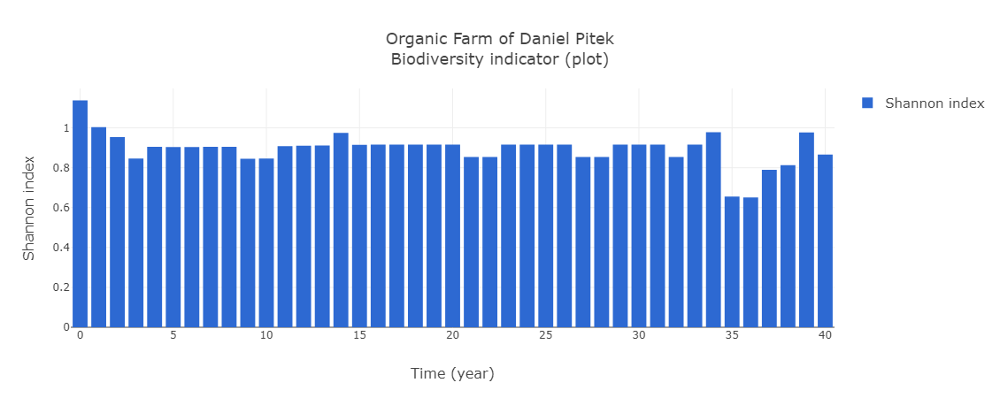 Organic Farm of Daniel Pitek
Biodiversity indicator (plot)
Shannon index
Shannon index
1
0.8
0.6
0.4
0.2
0
0 5 10 15 20 25 30 35 40
Time (year)